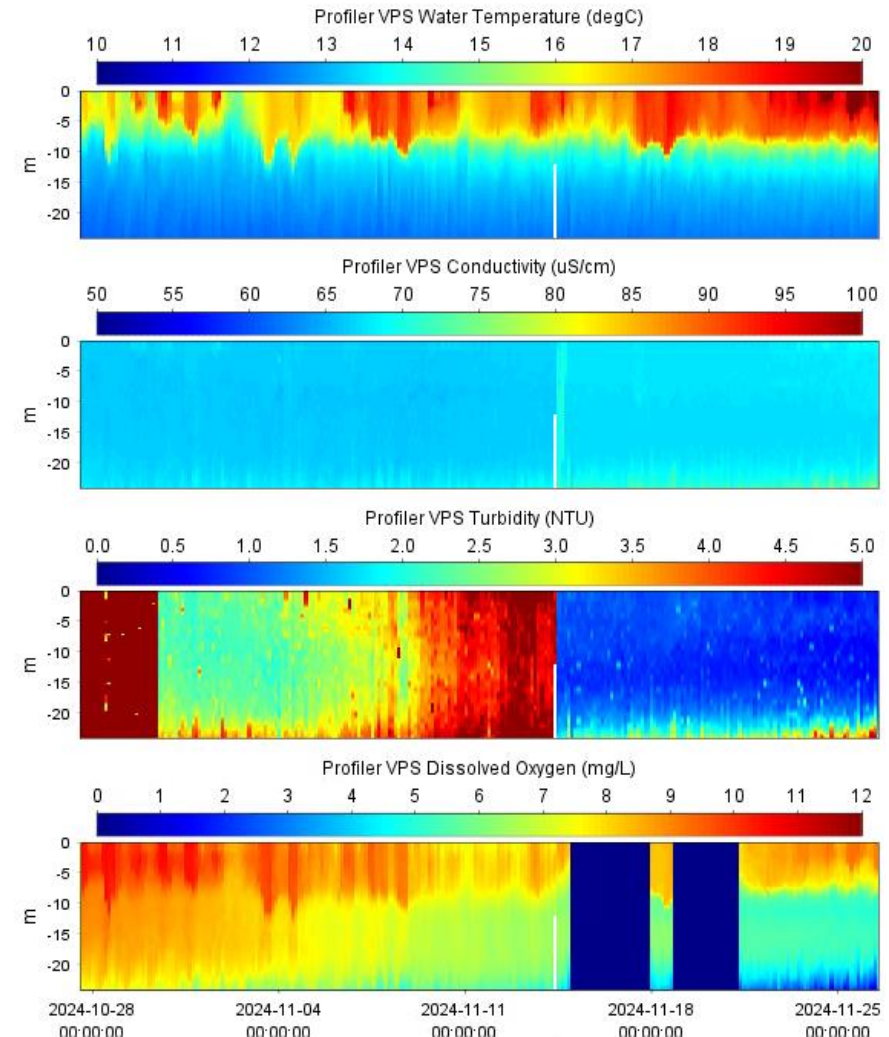 Profiler VPS Water Temperature (degC)
10 11 12 13 14 15 16 17 18 19 20
0
-5
-10
-15
-20
m
Profiler VPS Conductivity (uS/cm)
50 55 60 65 70 75 80 85 90 95 100
0
-5
-10
-15
-20
m
Profiler VPS Turbidity (NTU)
0.0 0.5 1.0 1.5 2.0 2.5 3.0 3.5 4.0 4.5 5.0
0
-5
-10
-15
-20
m
Profiler VPS Dissolved Oxygen (mg/L)
0 1 2 3 4 5 6 7 8 9 10 11 12
0
-5
-10
-15
-20
m
2024-10-28 2024-11-04 2024-11-11 2024-11-18 2024-11-25
00:00:00 00:00:00 00:00:00 00:00:00 00:00:00